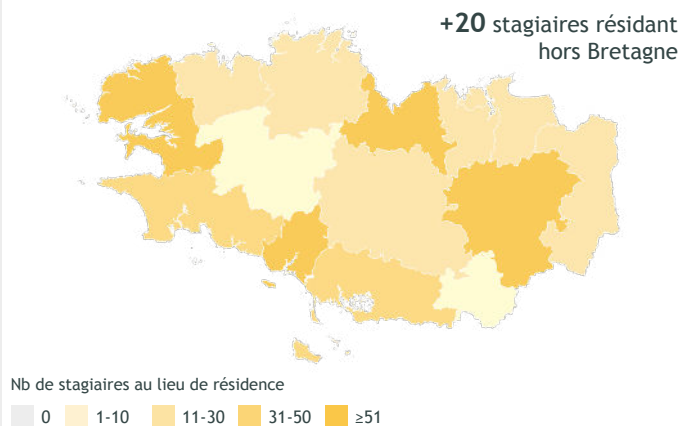 +20 stagiaires résidant
hors Bretagne
Nb de stagiaires au lieu de résidence
0 1-10 11-30 31-50 ≥51